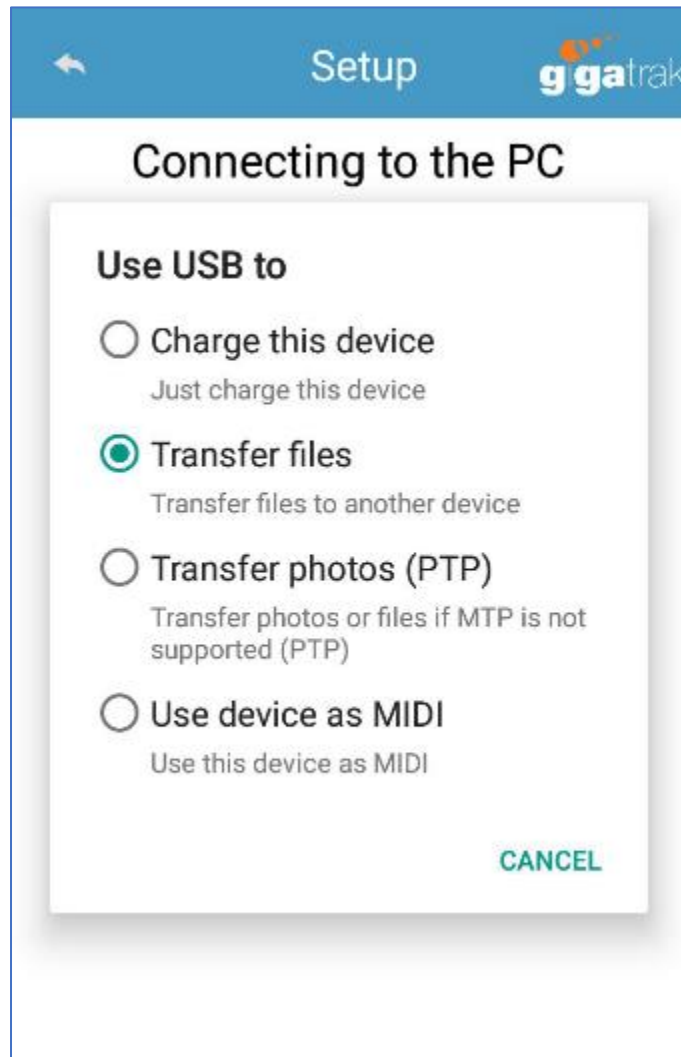 Setup
gigatrak
Connecting to the PC
Use USB to
Charge this device
Just charge this device
Transfer files
Transfer files to another device
Transfer photos (PTP)
Transfer photos or files if MTP is not
supported (PTP)
Use device as MIDI
Use this device as MIDI
CANCEL